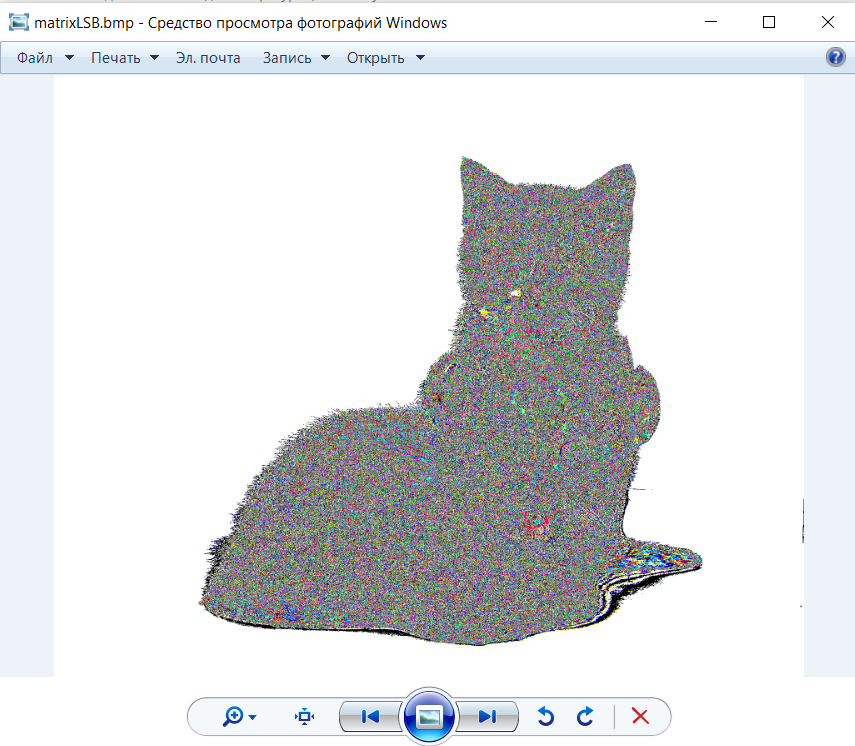 matrixLSB.bmp - Средство просмотра фотографий Windows
Файл Печать Эл. почта Запись Открыть
?